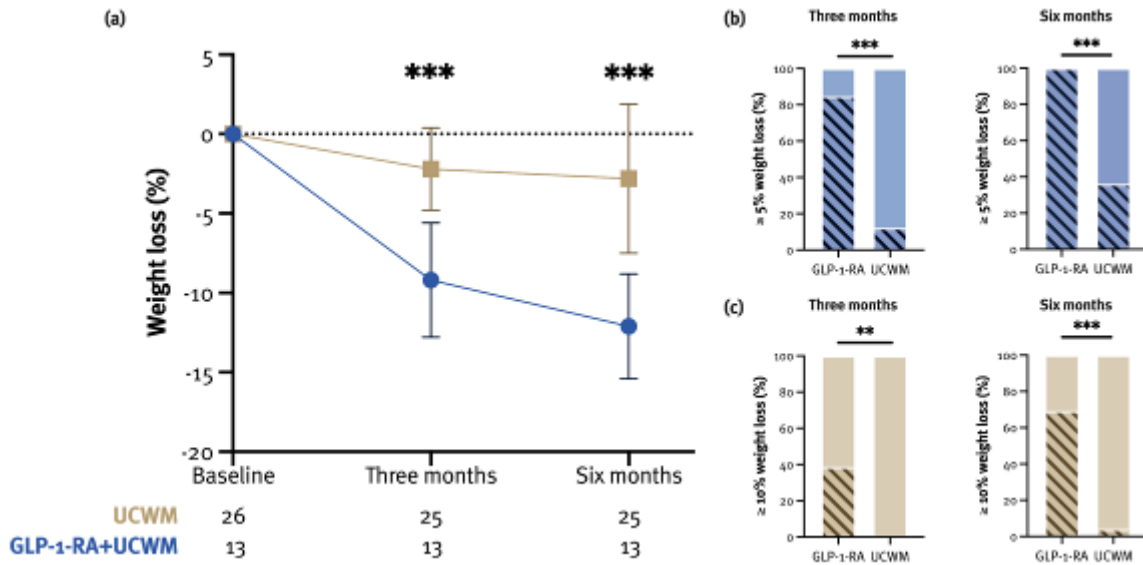 (a)
5
0
-5
-10
-15
-20
Weight loss (%)
*** ***
Baseline Three months Six months
UCWM 26 25 25
GLP-1-RA+UCWM 13 13 13
(b)
Three months
***
100
80
60
40
20
0
≥ 5% weight loss (%)
GLP-1-RA UCWM
Six months
***
100
80
60
40
20
0
≥ 5% weight loss (%)
GLP-1-RA UCWM
(c)
Three months
**
100
80
60
40
20
0
≥ 10% weight loss (%)
GLP-1-RA UCWM
Six months
***
100
80
60
40
20
0
≥ 10% weight loss (%)
GLP-1-RA UCWM